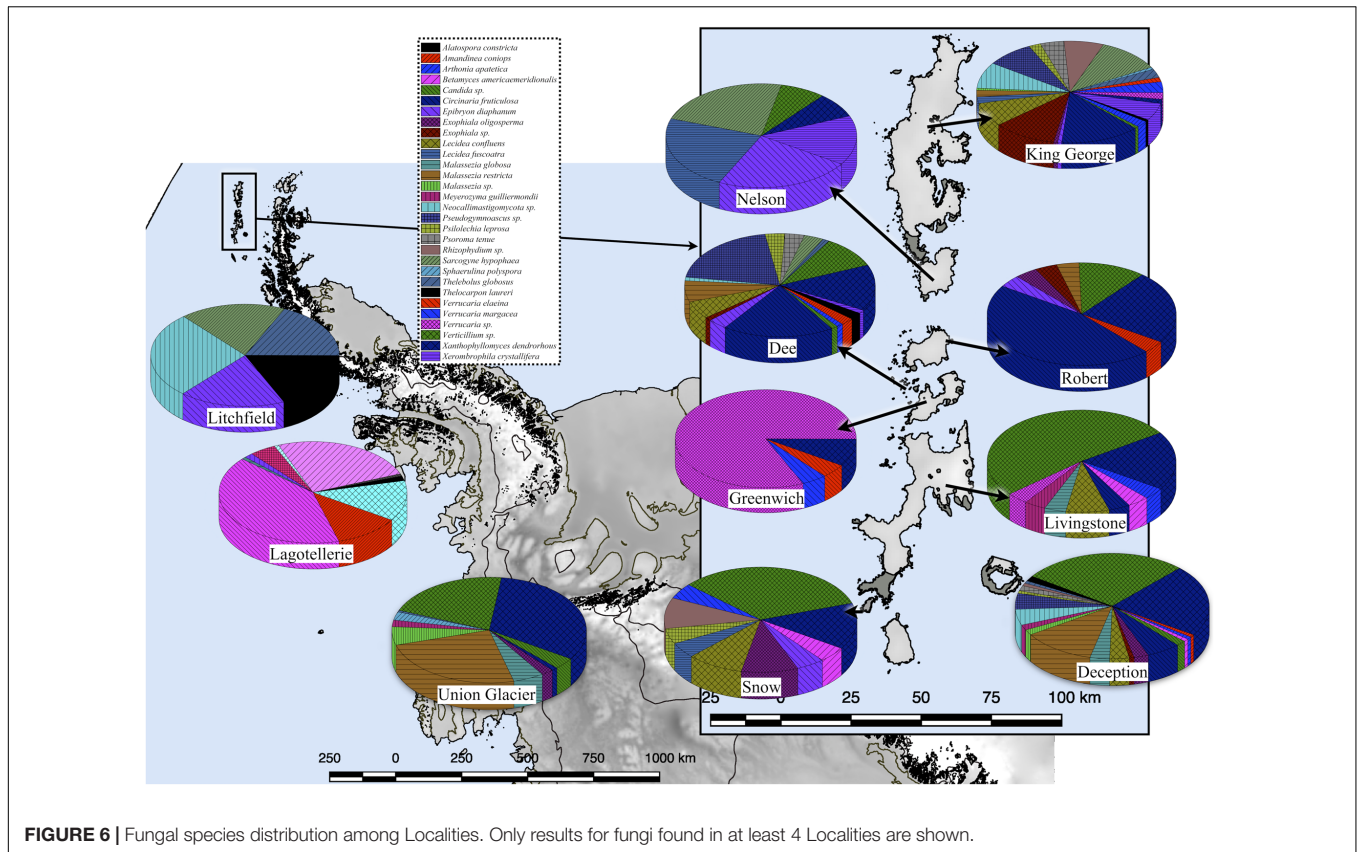 Alatospora constricta
Amandinea coniops
Arthonia apatetica
Betamyces americaemeridionalis
Candida sp.
Circinaria fruticulosa
Epibryon diaphanum
Exophiala oligosperma
Exophiala sp.
Lecidea confluens
Lecidea fuscoatra
Malassezia globosa
Malassezia restricta
Malassezia sp.
Meyerozyma guilliermondii
Neocallimastigomycota sp.
Pseudogymnoascus sp.
Psilolechia leprosa
Psoroma tenue
Rhizophydium sp.
Sarcogyne hypophaea
Sphaerulina polyspora
Thelebolus globosus
Thelocarpon laureri
Verrucaria elaeina
Verrucaria margacea
Verrucaria sp.
Verticillium sp.
Xanthophyllomyces dendrorhous
Xerombrophila crystallifera
King George
Nelson
Dee
Robert
Greenwich
Livingstone
Snow
Deception
Litchfield
Lagotellerie
Union Glacier
25 0 25 50 75 100 km
250 0 250 500 750 1000 km
FIGURE 6 | Fungal species distribution among Localities. Only results for fungi found in at least 4 Localities are shown.